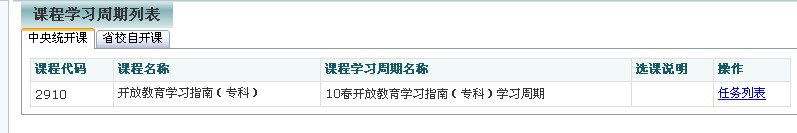 课程学习周期列表
中央统开课 省校自开课
课程代码 课程名称 课程学习周期名称 选课说明 操作
2910 开放教育学习指南（专科） 10春开放教育学习指南（专科）学习周期 任务列表